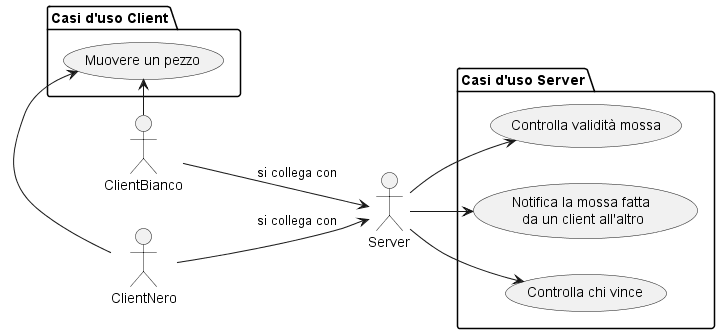 Casi d'uso Client
Muovere un pezzo
ClientBianco
ClientNero
si collega con
si collega con
Server
Casi d'uso Server
Controlla validità mossa
Notifica la mossa fatta
da un client all'altro
Controlla chi vince